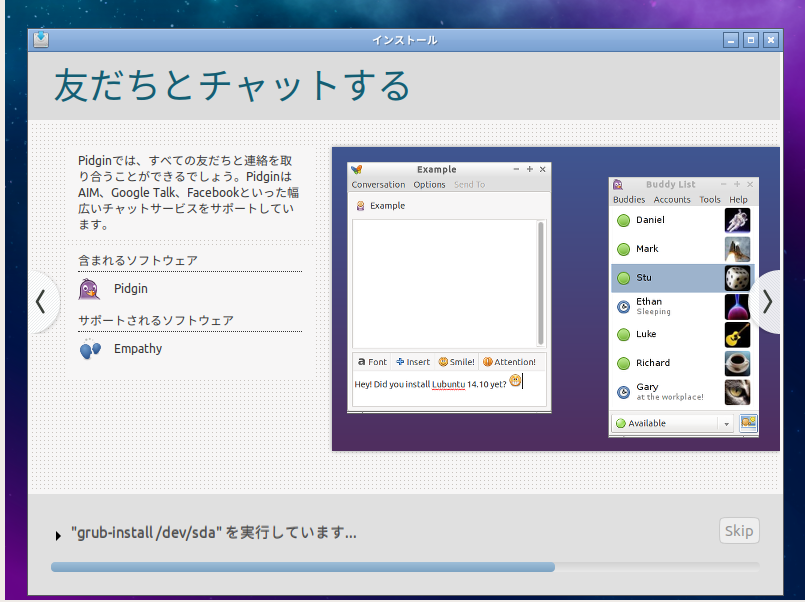 インストール
友だちとチャットする
Pidginでは、すべての友だちと連絡を取
り合うことができるでしょう。Pidginは
AIM、Google Talk、Facebookといった幅
広いチャットサービスをサポートしてい
ます。
含まれるソフトウェア
Pidgin
サポートされるソフトウェア
Empathy
Example
Conversation Options Send To
Example
Font Insert Smile! Attention!
Hey! Did you install Lubuntu 14.10 yet?
Buddy List
Buddies Accounts Tools Help
Daniel
Mark
Stu
Ethan
Sleeping
Luke
Richard
Gary
at the workplace!
Available
"grub-install /dev/sda" を実行しています...
Skip